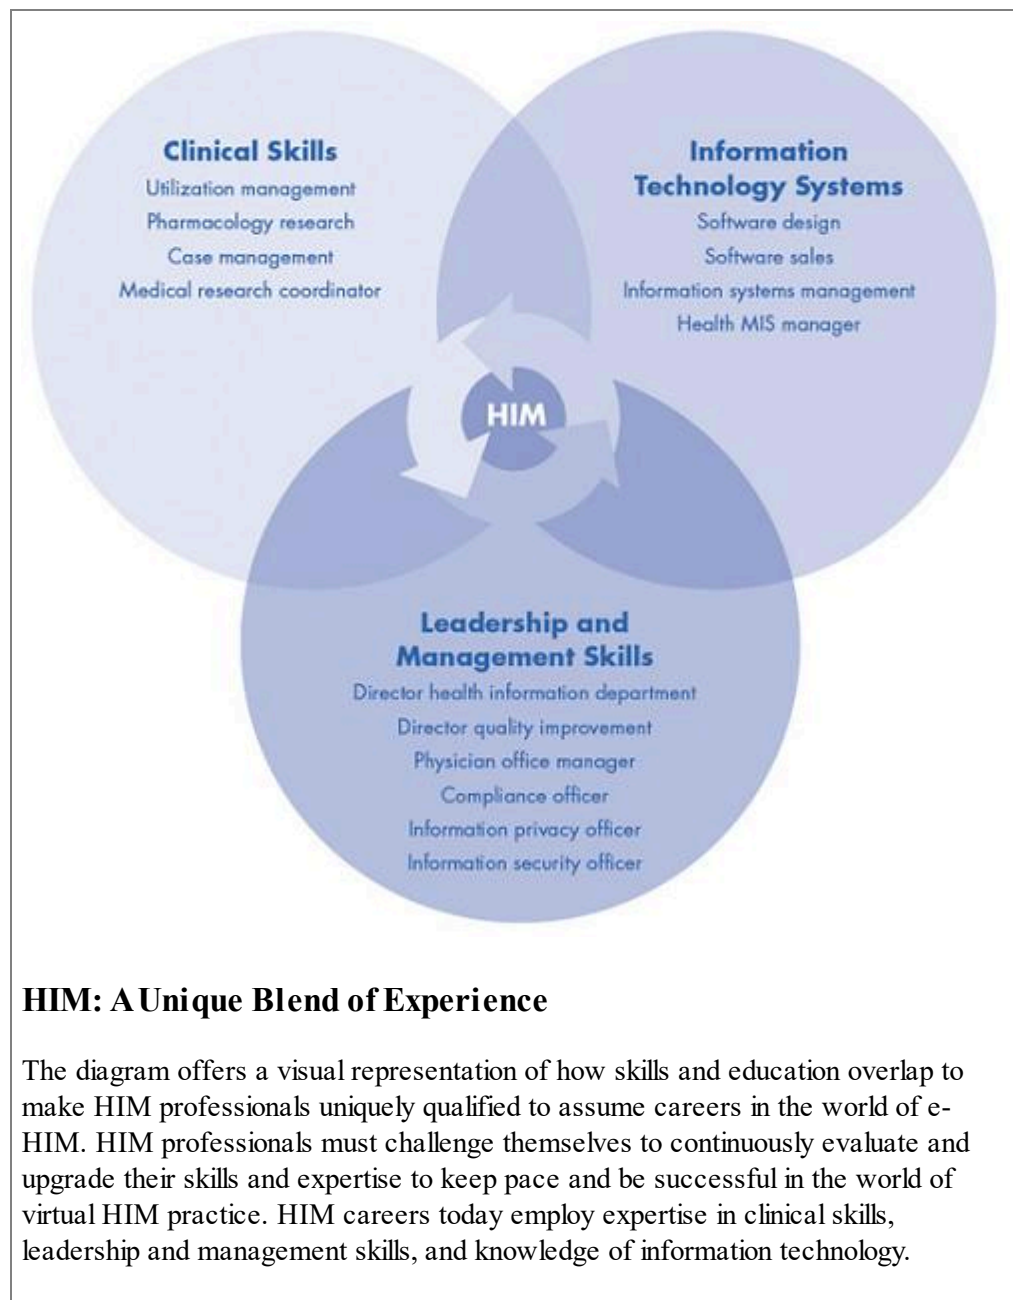 Clinical Skills
Utilization management
Pharmacology research
Case management
Medical research coordinator
Information
Technology Systems
Software design
Software sales
Information systems management
Health MIS manager
HIM
Leadership and
Management Skills
Director health information department
Director quality improvement
Physician office manager
Compliance officer
Information privacy officer
Information security officer
HIM: A Unique Blend of Experience
The diagram offers a visual representation of how skills and education overlap to
make HIM professionals uniquely qualified to assume careers in the world of e-
HIM. HIM professionals must challenge themselves to continuously evaluate and
upgrade their skills and expertise to keep pace and be successful in the world of
virtual HIM practice. HIM careers today employ expertise in clinical skills,
leadership and management skills, and knowledge of information technology.